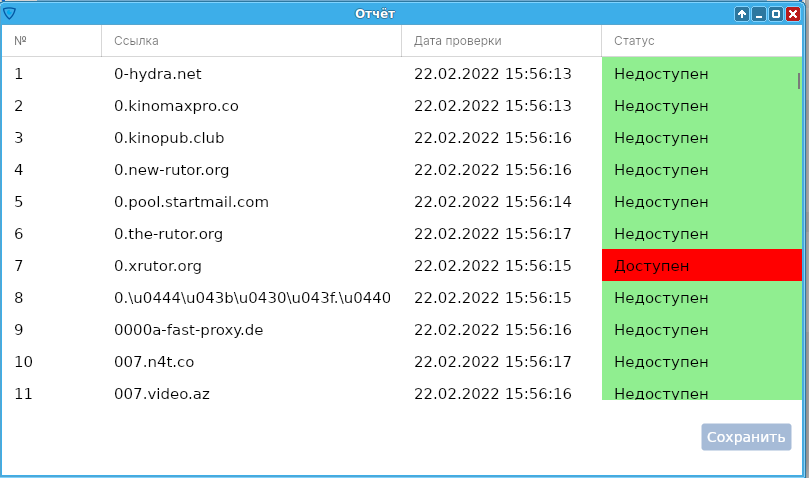 Отчёт
№ Ссылка Дата проверки Статус
1 0-hydra.net 22.02.2022 15:56:13 Недоступен
2 0.kinomaxpro.co 22.02.2022 15:56:13 Недоступен
3 0.kinopub.club 22.02.2022 15:56:16 Недоступен
4 0.new-rutor.org 22.02.2022 15:56:16 Недоступен
5 0.pool.startmail.com 22.02.2022 15:56:14 Недоступен
6 0.the-rutor.org 22.02.2022 15:56:17 Недоступен
7 0.xrutor.org 22.02.2022 15:56:15 Доступен
8 0.\u0444\u043b\u0430\u043f.\u0440 22.02.2022 15:56:15 Недоступен
9 0000a-fast-proxy.de 22.02.2022 15:56:16 Недоступен
10 007.n4t.co 22.02.2022 15:56:17 Недоступен
11 007.video.az 22.02.2022 15:56:16 Недоступен
Сохранить